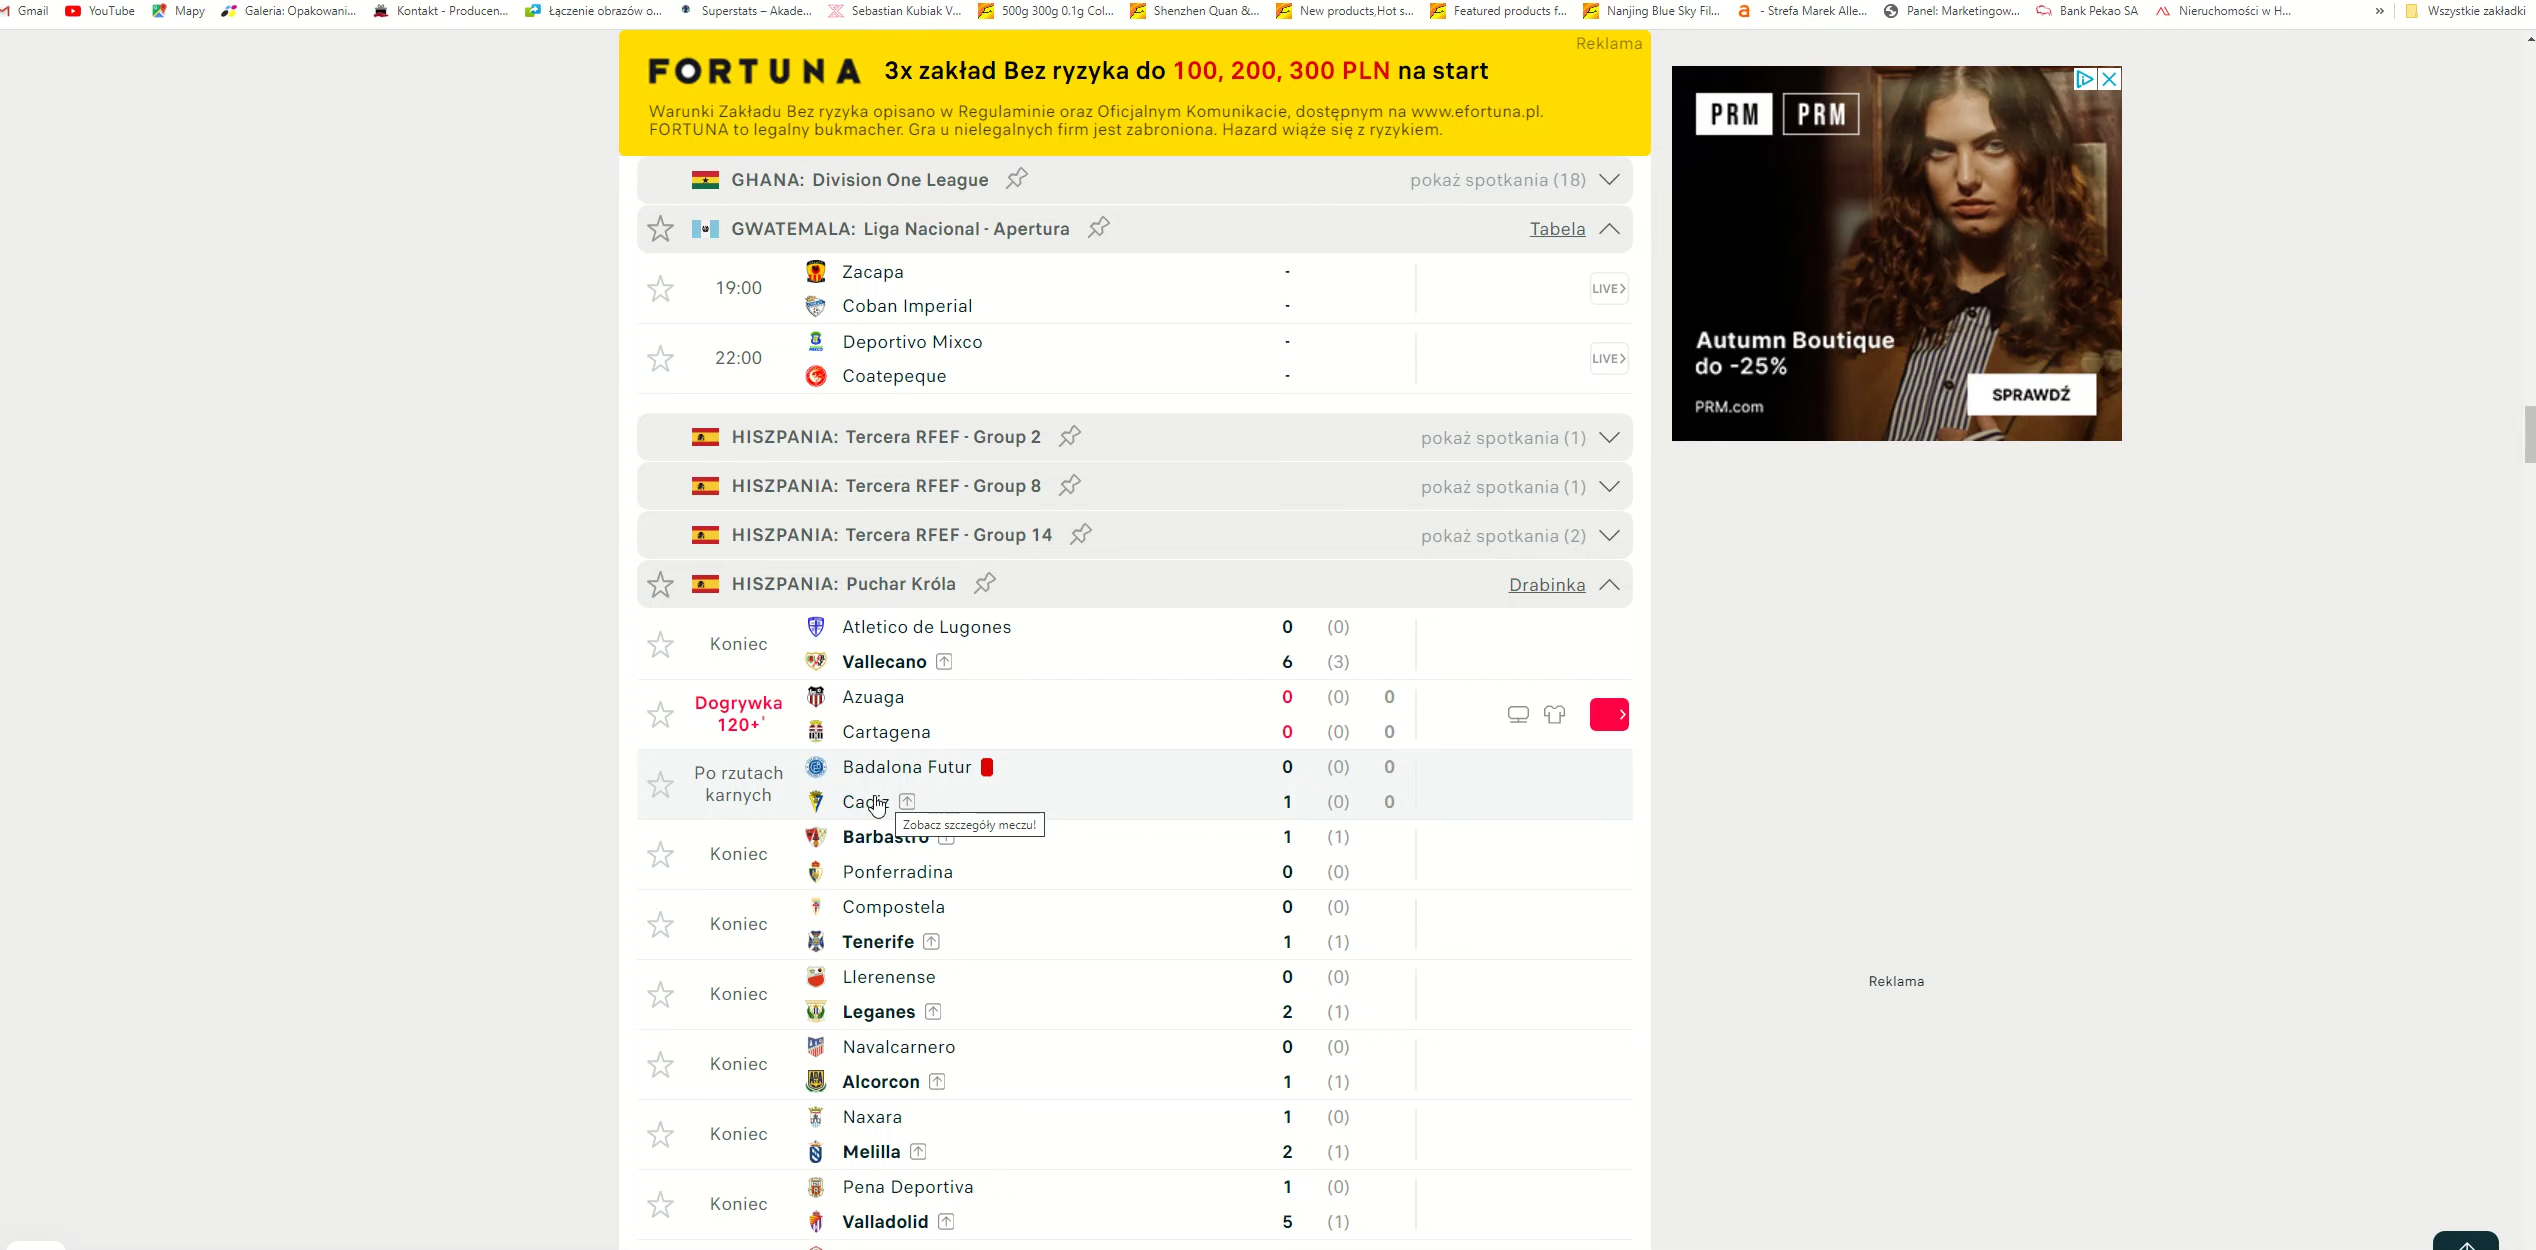 Gmail YouTube Mapy Galeria: Opakowani... Kontakt - Producen... Łączenie obrazów o... Superstats – Akade... Sebastian Kubiak V... 500g 300g 0.1g Col... Shenzhen Quan &... New products,Hot s... Featured products f... Nanjing Blue Sky Fil... - Strefa Marek Alle... Panel: Marketingow... Bank Pekao SA Nieruchomości w H... » Wszystkie zakładki
Reklama
FORTUNA 3x zakład Bez ryzyka do 100, 200, 300 PLN na start
Warunki Zakładu Bez ryzyka opisano w Regulaminie oraz Oficjalnym Komunikacie, dostępnym na www.efortuna.pl.
FORTUNA to legalny bukmacher. Gra u nielegalnych firm jest zabroniona. Hazard wiąże się z ryzykiem.
PRM PRM
Autumn Boutique
do -25%
SPRAWDŹ
PRM.com
GHANA: Division One League pokaż spotkania (18)
GWATEMALA: Liga Nacional - Apertura Tabela
19:00 Zacapa - LIVE
Coban Imperial -
22:00 Deportivo Mixco - LIVE
Coatepeque -
HISZPANIA: Tercera RFEF - Group 2 pokaż spotkania (1)
HISZPANIA: Tercera RFEF - Group 8 pokaż spotkania (1)
HISZPANIA: Tercera RFEF - Group 14 pokaż spotkania (2)
HISZPANIA: Puchar Króla Drabinka
Koniec Atletico de Lugones 0 (0)
Vallecano 6 (3)
Dogrywka 120+' Azuaga 0 (0) 0
Cartagena 0 (0) 0
Po rzutach karnych Badalona Futur 0 (0) 0
Cadiz 1 (0) 0
Zobacz szczegóły meczu!
Koniec Barbastro 1 (1)
Ponferradina 0 (0)
Koniec Compostela 0 (0)
Tenerife 1 (1)
Koniec Llerenense 0 (0)
Leganes 2 (1)
Koniec Navalcarnero 0 (0)
Alcorcon 1 (1)
Koniec Naxara 1 (0)
Melilla 2 (1)
Koniec Pena Deportiva 1 (0)
Valladolid 5 (1)
Reklama